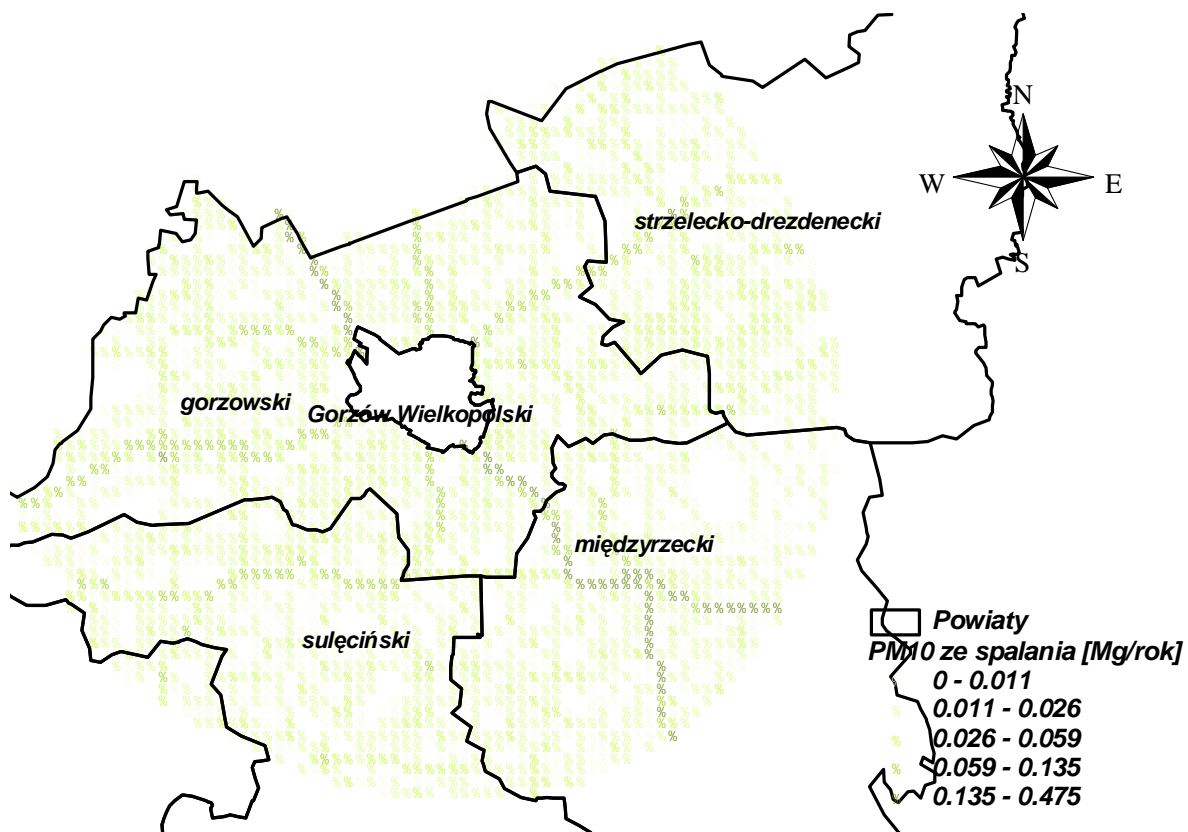 N
W
E
S
strzelecko-drezdenecki
gorzowski
Gorzów Wielkopolski
międzyrzecki
sulęciński
Powiaty
PM10 ze spalania [Mg/rok]
0 - 0.011
0.011 - 0.026
% 0.026 - 0.059
% 0.059 - 0.135
% 0.135 - 0.475